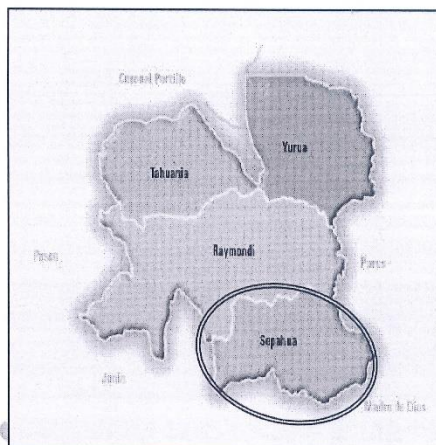 Coronel Portillo
Yurua
Tahuania
Raymondi
Pasco
Purus
Sepahua
Junín
Madre de Dios